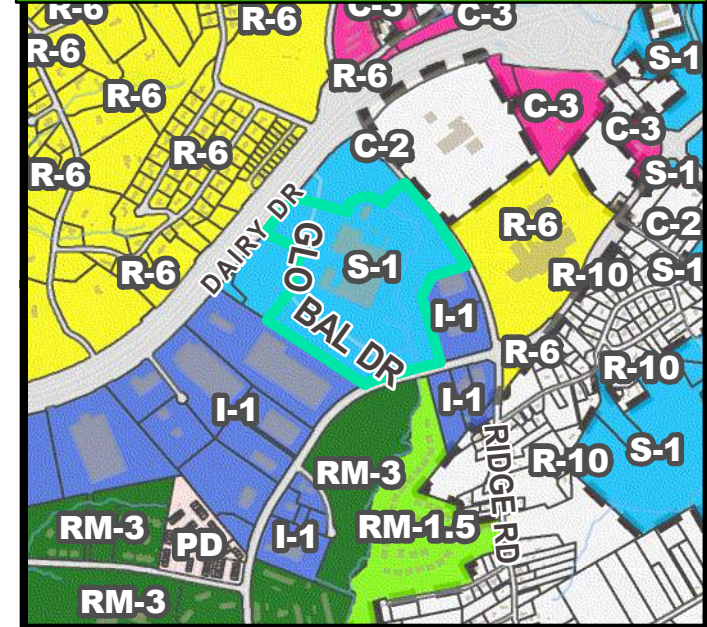 R-6
R-6
C-3
C-3
R-6
R-6
S-1
R-6
C-3
C-3
R-6
C-2
R-6
S-1
DAIRY DR
R-6
C-2
GLOBAL DR
S-1
R-10
S-1
R-6
I-1
R-6
R-10
I-1
I-1
RIDGE RD
R-10
S-1
RM-3
RM-1.5
RM-3
PD
I-1
RM-3